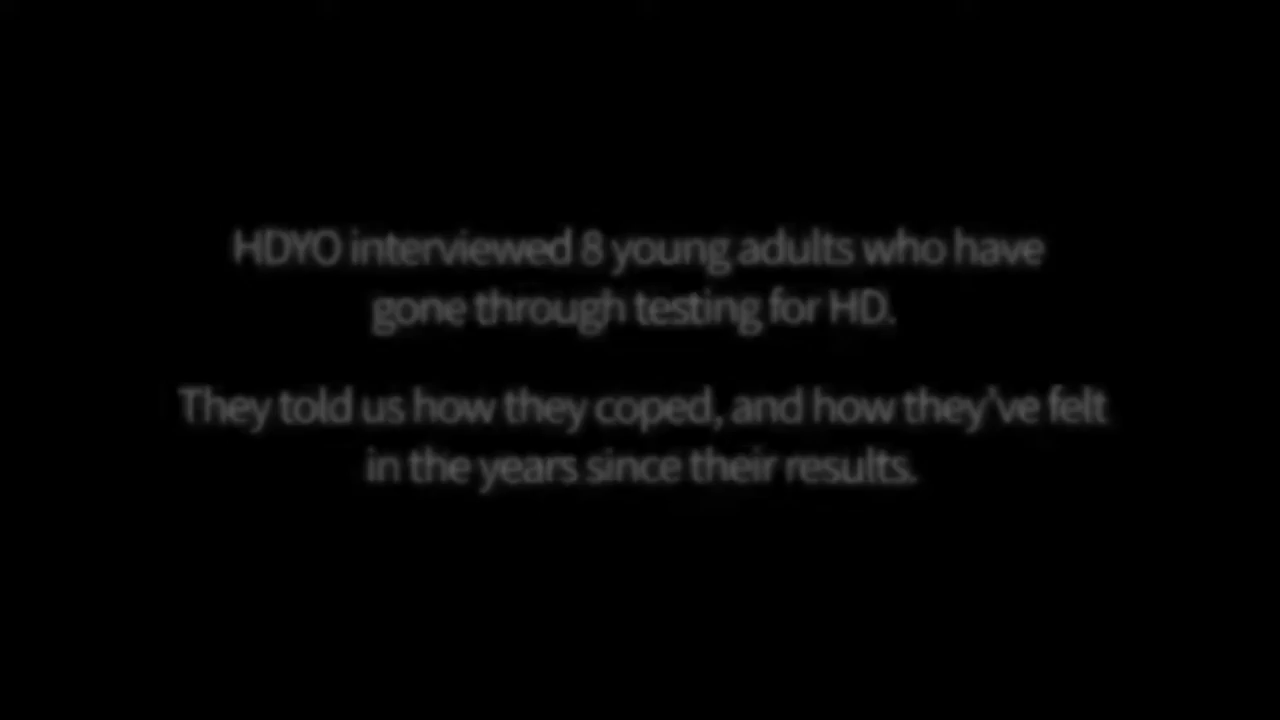 HDYO interviewed 8 young adults who have
gone through testing for HD.
They told us how they coped, and how they've felt
in the years since their results.